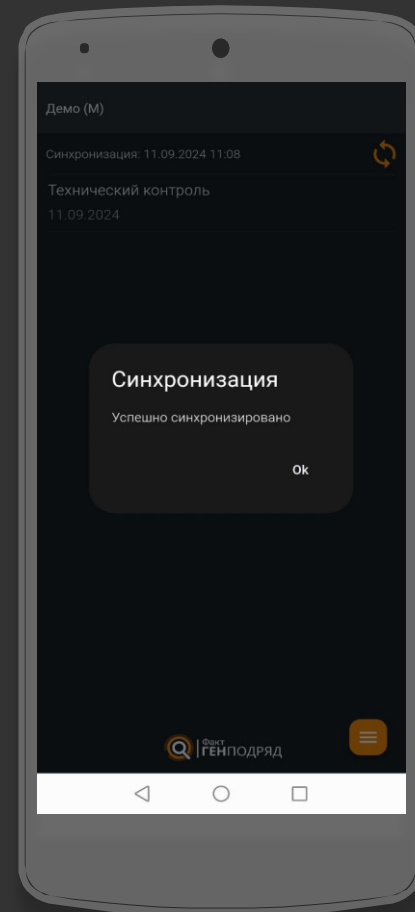 Демо (М)
Синхронизация: 11.09.2024 11:08
Технический контроль
11.09.2024
Синхронизация
Успешно синхронизировано
Ok
Факт
ГЕНПОДРЯД